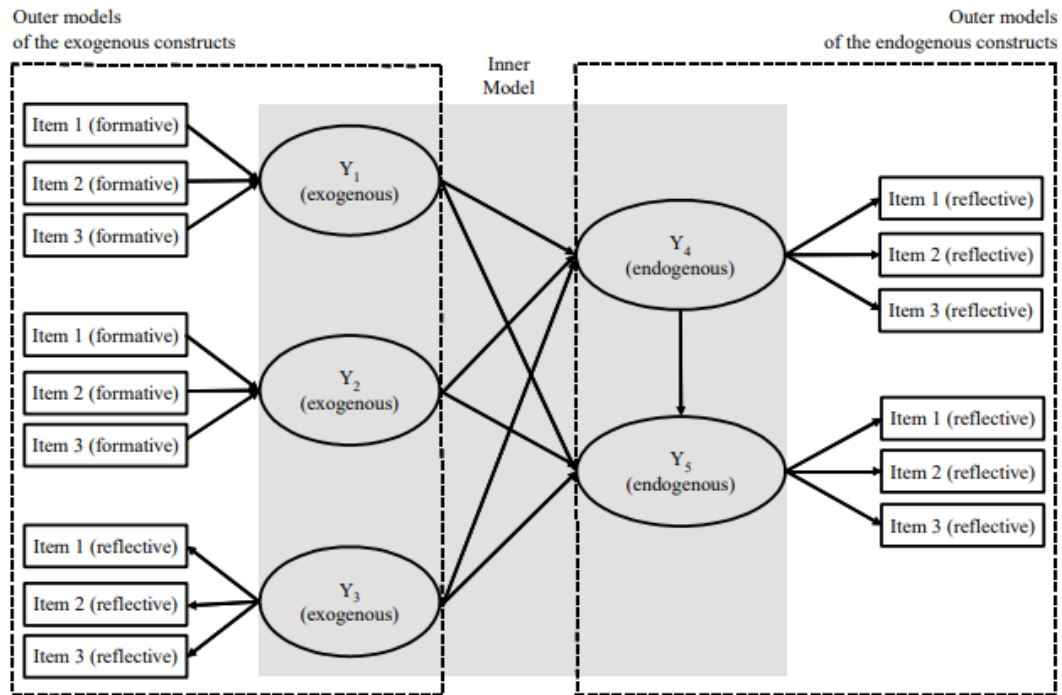 Outer models
of the exogenous constructs
Inner
Model
Outer models
of the endogenous constructs
Item 1 (formative)
Item 2 (formative)
Item 3 (formative)
Y1
(exogenous)
Item 1 (formative)
Item 2 (formative)
Item 3 (formative)
Y2
(exogenous)
Item 1 (reflective)
Item 2 (reflective)
Item 3 (reflective)
Y3
(exogenous)
Y4
(endogenous)
Item 1 (reflective)
Item 2 (reflective)
Item 3 (reflective)
Y5
(endogenous)
Item 1 (reflective)
Item 2 (reflective)
Item 3 (reflective)